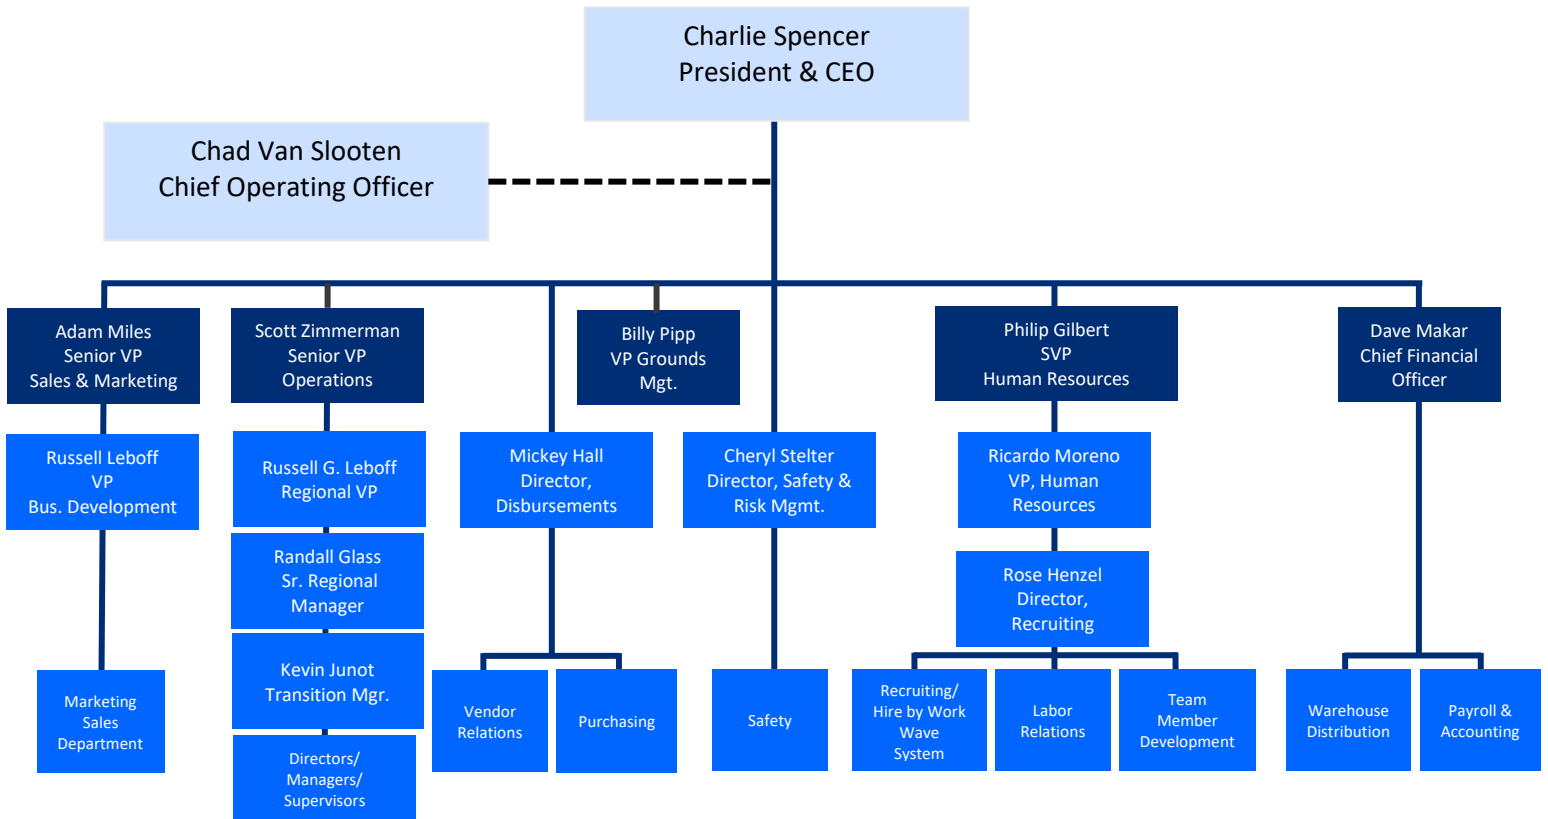 Charlie Spencer
President & CEO
Chad Van Slooten
Chief Operating Officer
Adam Miles
Senior VP
Sales & Marketing
Scott Zimmerman
Senior VP
Operations
Billy Pipp
VP Grounds
Mgt.
Philip Gilbert
SVP
Human Resources
Dave Makar
Chief Financial
Officer
Russell Leboff
VP
Bus. Development
Russell G. Leboff
Regional VP
Mickey Hall
Director,
Disbursements
Cheryl Stelter
Director, Safety &
Risk Mgmt.
Ricardo Moreno
VP, Human
Resources
Randall Glass
Sr. Regional
Manager
Rose Henzel
Director,
Recruiting
Kevin Junot
Transition Mgr.
Marketing
Sales
Department
Directors/
Managers/
Supervisors
Vendor
Relations
Purchasing
Safety
Recruiting/
Hire by Work
Wave
System
Labor
Relations
Team
Member
Development
Warehouse
Distribution
Payroll &
Accounting